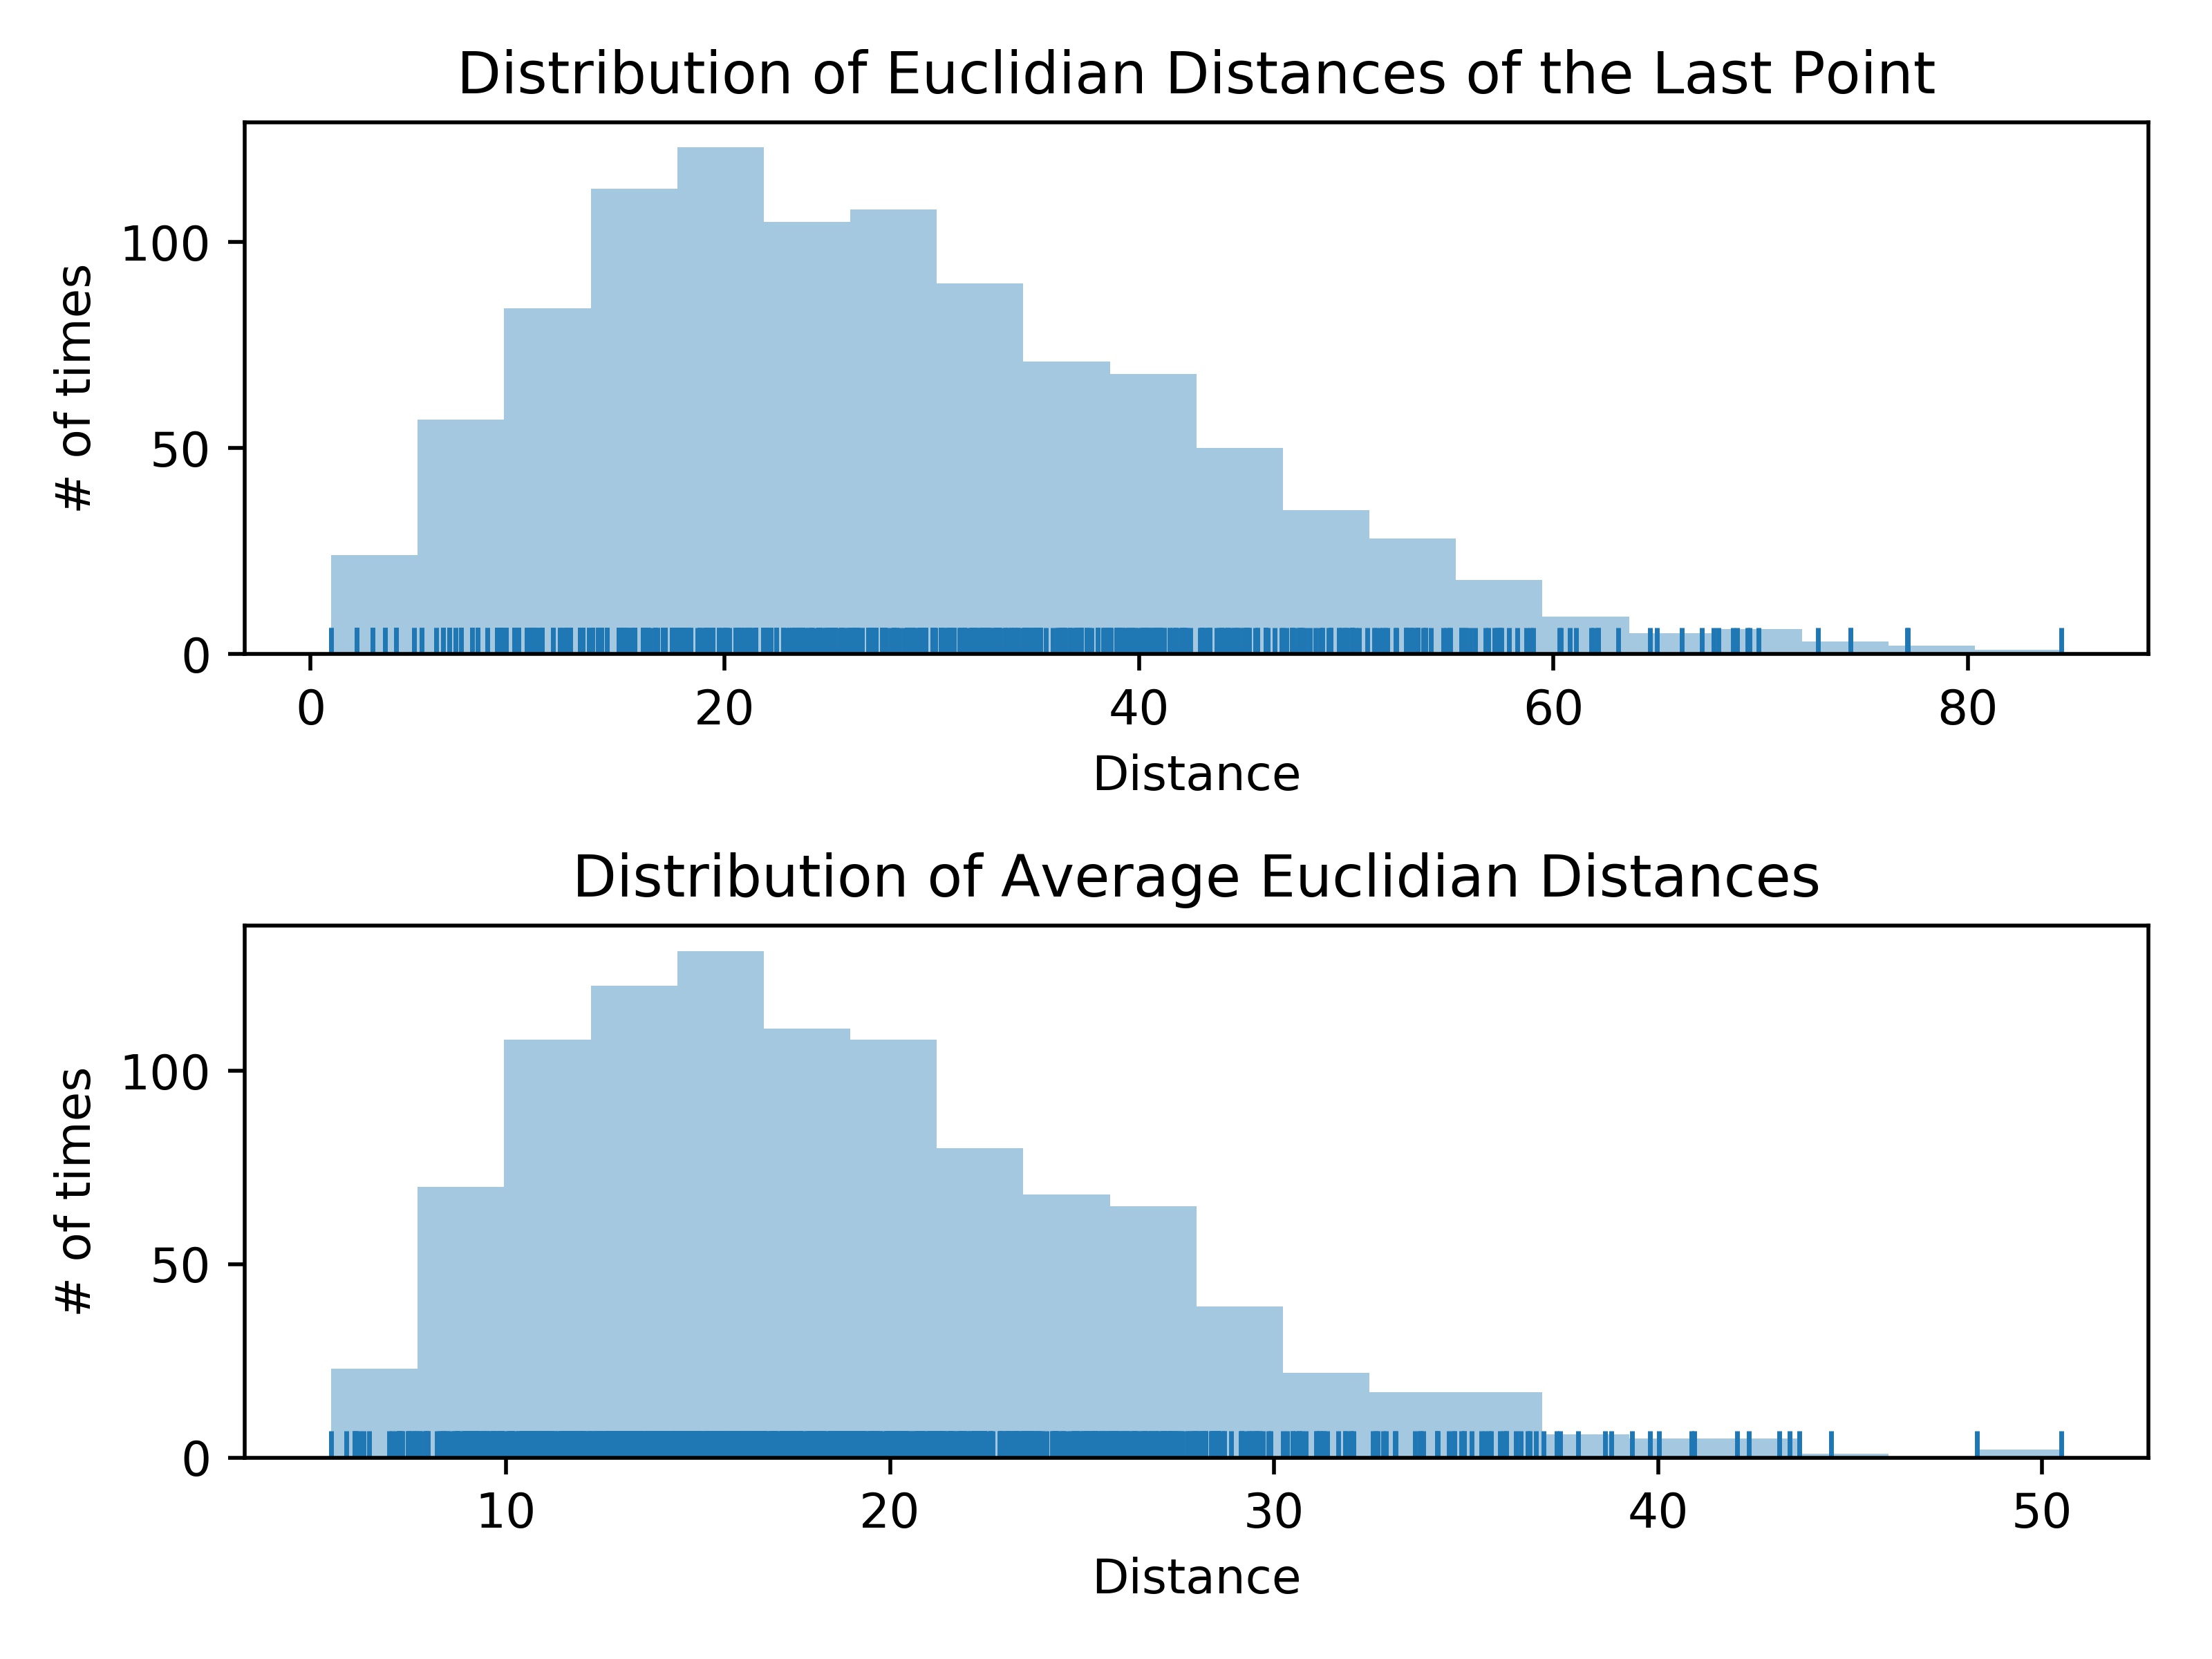 Distribution of Euclidian Distances of the Last Point
# of times
100
50
0
0 20 40 60 80
Distance
Distribution of Average Euclidian Distances
# of times
100
50
0
10 20 30 40 50
Distance